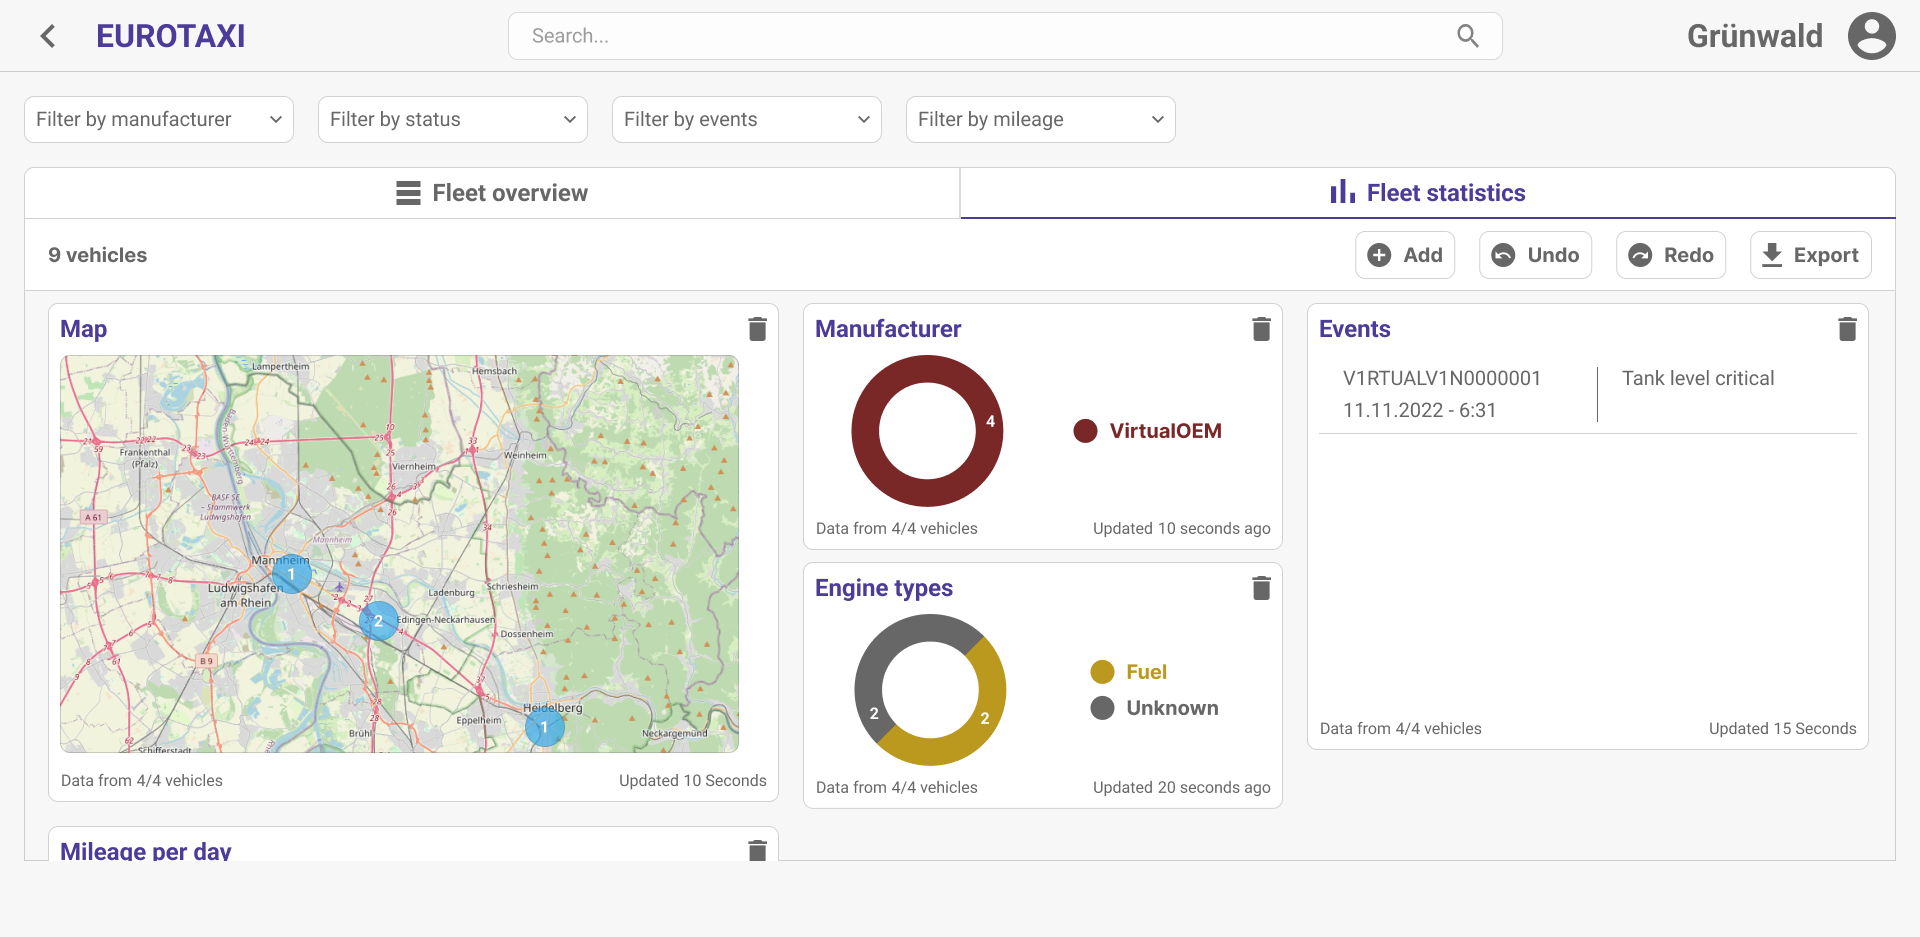 EUROTAXI
Search...
Grünwald
Filter by manufacturer
Filter by status
Filter by events
Filter by mileage
Fleet overview
Fleet statistics
9 vehicles
Add
Undo
Redo
Export
Map
Lampertheim
Hemsbach
Frankenthal
(Pfalz)
Viernheim
Weinheim
BASF SE
- Stammwerk
Ludwigshafen
A 61
Mannheim
Mannheim
1
Ludwigshafen
am Rhein
Ladenburg
Schriesheim
2
Edingen-Neckarhausen
Dossenheim
B 9
Heidelberg
Eppelheim
1
Brühl
Neckargemünd
Schifferstadt
Data from 4/4 vehicles
Updated 10 Seconds
Manufacturer
4
VirtualOEM
Data from 4/4 vehicles
Updated 10 seconds ago
Engine types
2
2
Fuel
Unknown
Data from 4/4 vehicles
Updated 20 seconds ago
Events
V1RTUALV1N0000001
11.11.2022 - 6:31
Tank level critical
Data from 4/4 vehicles
Updated 15 Seconds
Mileage per day